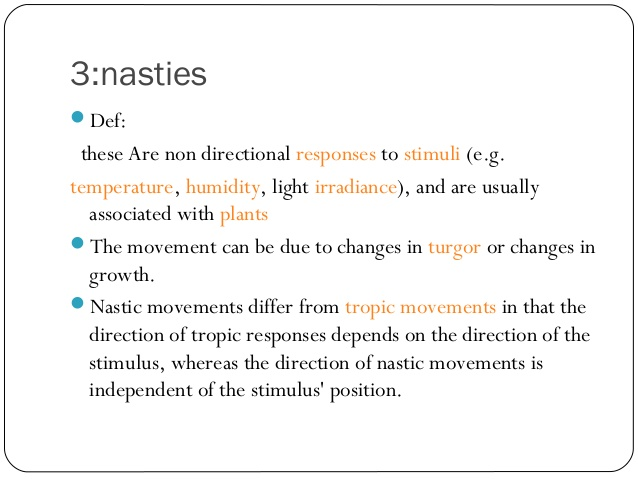 3:nasties
Def:
these Are non directional responses to stimuli (e.g.
temperature, humidity, light irradiance), and are usually
associated with plants
The movement can be due to changes in turgor or changes in
growth.
Nastic movements differ from tropic movements in that the
direction of tropic responses depends on the direction of the
stimulus, whereas the direction of nastic movements is
independent of the stimulus' position.